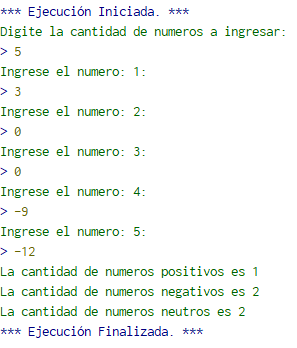 *** Ejecución Iniciada. ***
Digite la cantidad de numeros a ingresar:
> 5
Ingrese el numero: 1:
> 3
Ingrese el numero: 2:
> 0
Ingrese el numero: 3:
> 0
Ingrese el numero: 4:
> -9
Ingrese el numero: 5:
> -12
La cantidad de numeros positivos es 1
La cantidad de numeros negativos es 2
La cantidad de numeros neutros es 2
*** Ejecución Finalizada. ***